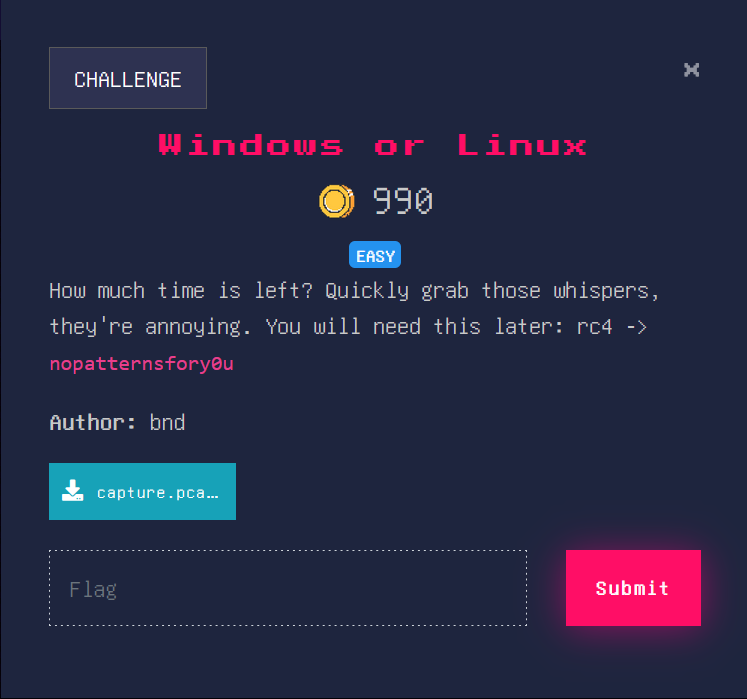 CHALLENGE
×
Windows or Linux
990
EASY
How much time is left? Quickly grab those whispers,
they're annoying. You will need this later: rc4 ->
nopatternsfory0u
Author: bnd
capture.pca…
Flag
Submit